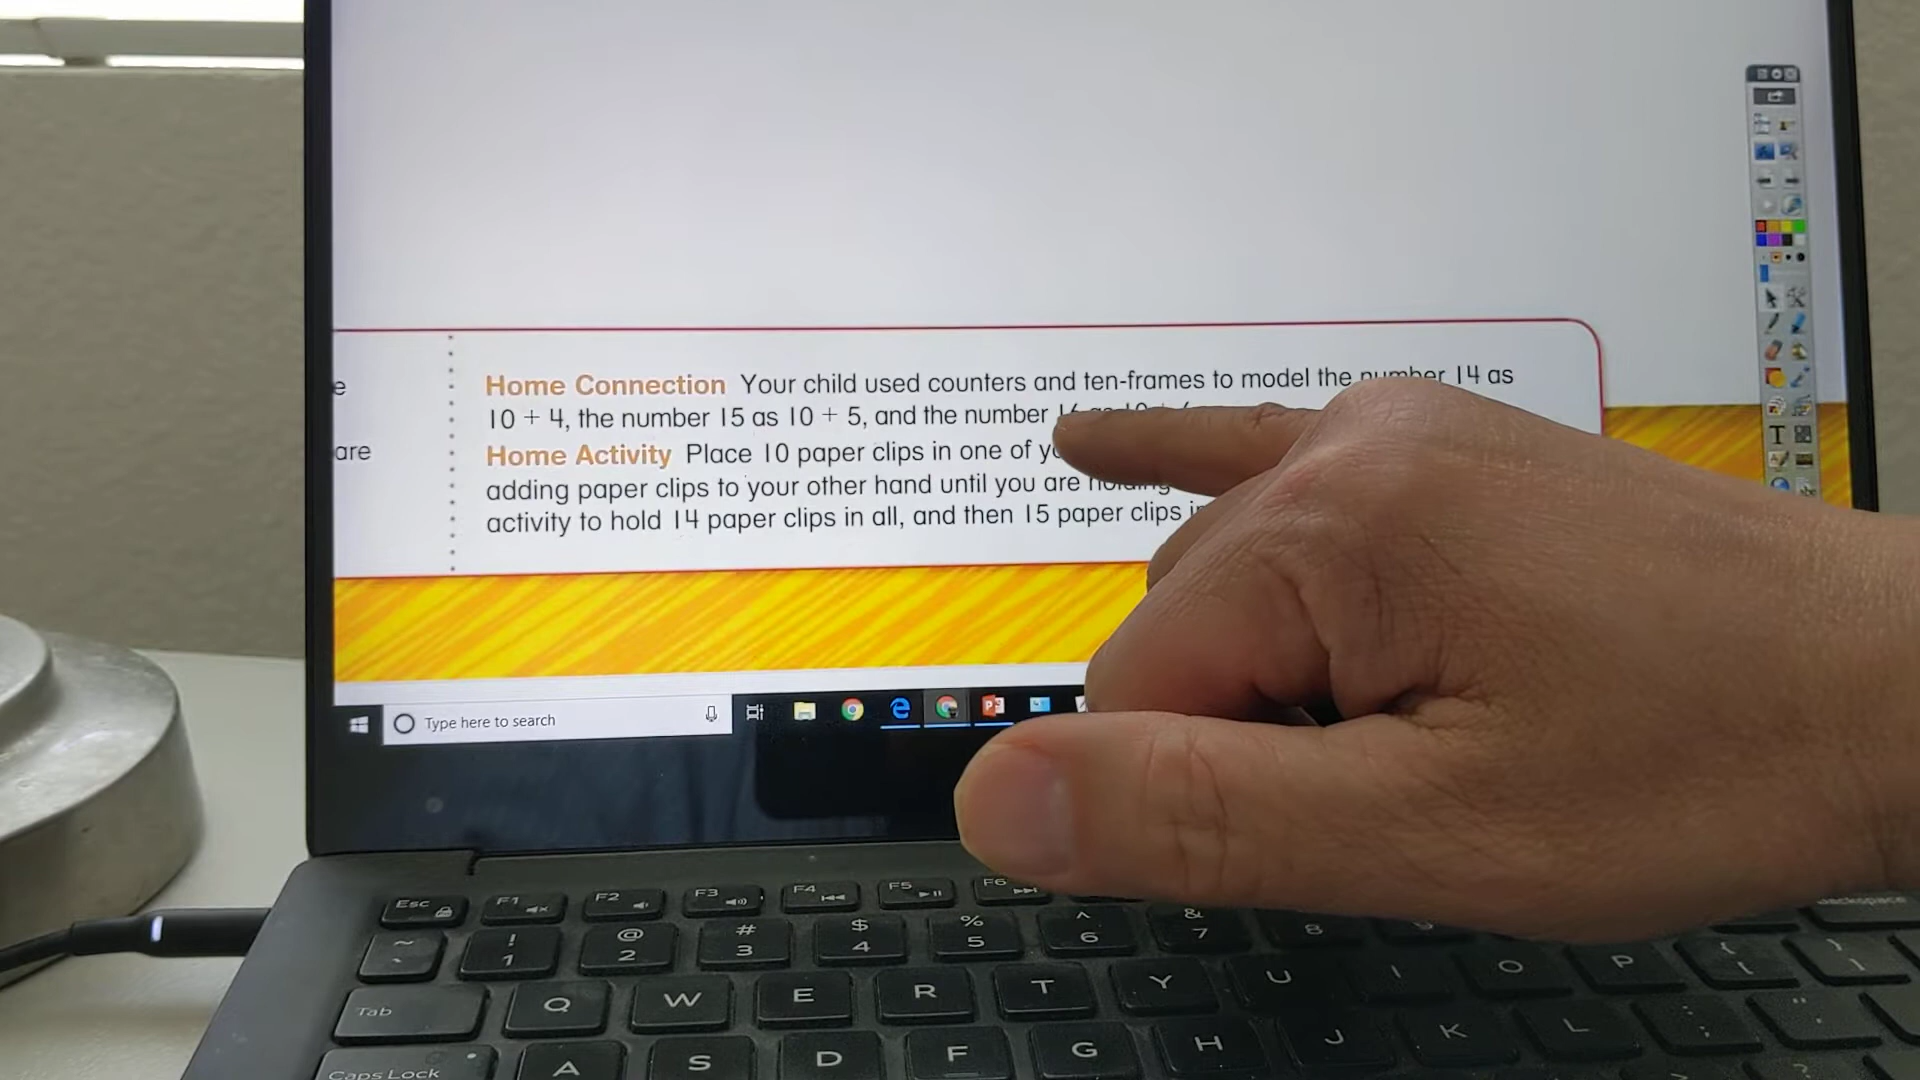 e
are
Home Connection Your child used counters and ten-frames to model the number 14 as
10 + 4, the number 15 as 10 + 5, and the number
Home Activity Place 10 paper clips in one of
adding paper clips to your other hand until you are holding
activity to hold 14 paper clips in all, and then 15 paper clips
T
Type here to search
Esc F1 F2 F3 F4 F5 F6
~ ! 1 @ 2 # 3 $ 4 % 5 ^ 6 & 7 8 Backspace
Tab Q W E R T Y U I O P
Caps Lock A S D F G H J K L